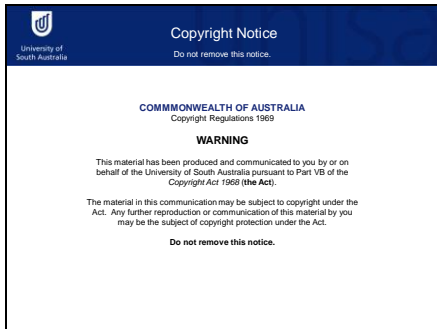 University of
South Australia
Copyright Notice
Do not remove this notice.
COMMMONWEALTH OF AUSTRALIA
Copyright Regulations 1969
WARNING
This material has been produced and communicated to you by or on
behalf of the University of South Australia pursuant to Part VB of the
Copyright Act 1968 (the Act).
The material in this communication may be subject to copyright under the
Act. Any further reproduction or communication of this material by you
may be the subject of copyright protection under the Act.
Do not remove this notice.